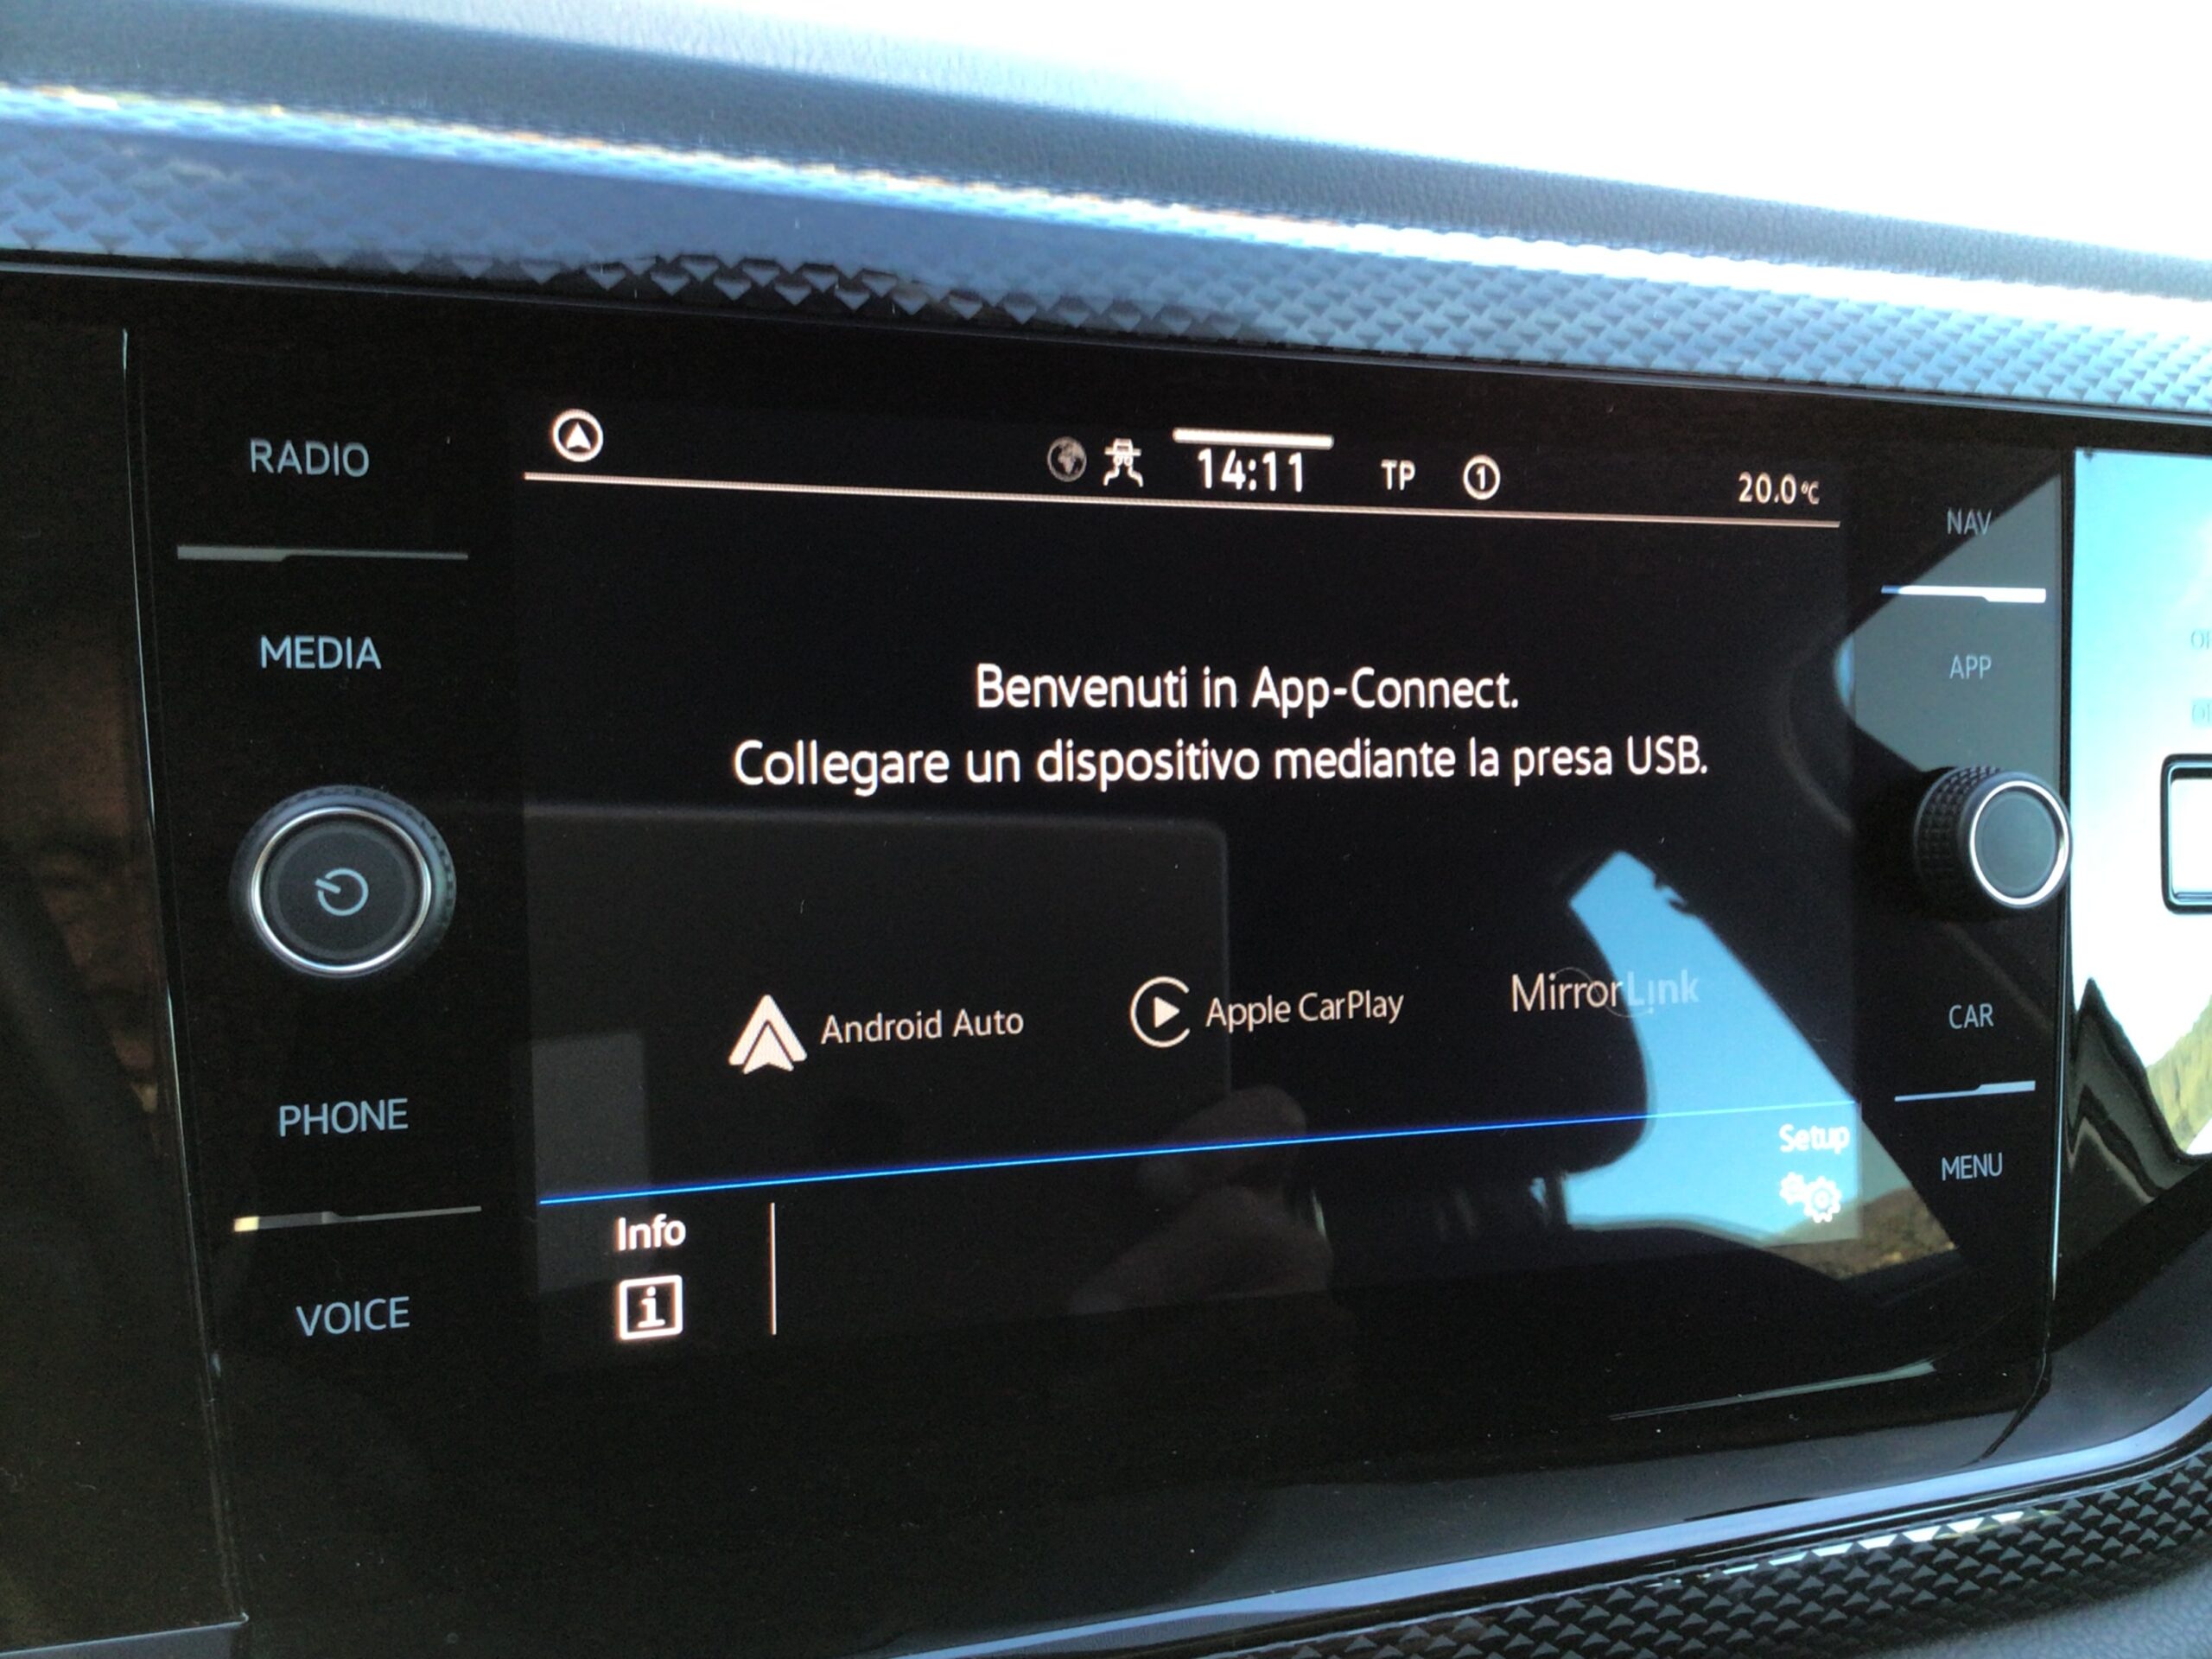 RADIO
MEDIA
PHONE
VOICE
14:11
TP
1
20.0°C
Benvenuti in App-Connect.
Collegare un dispositivo mediante la presa USB.
Android Auto
Apple CarPlay
MirrorLink
Setup
Info
i
NAV
APP
CAR
MENU